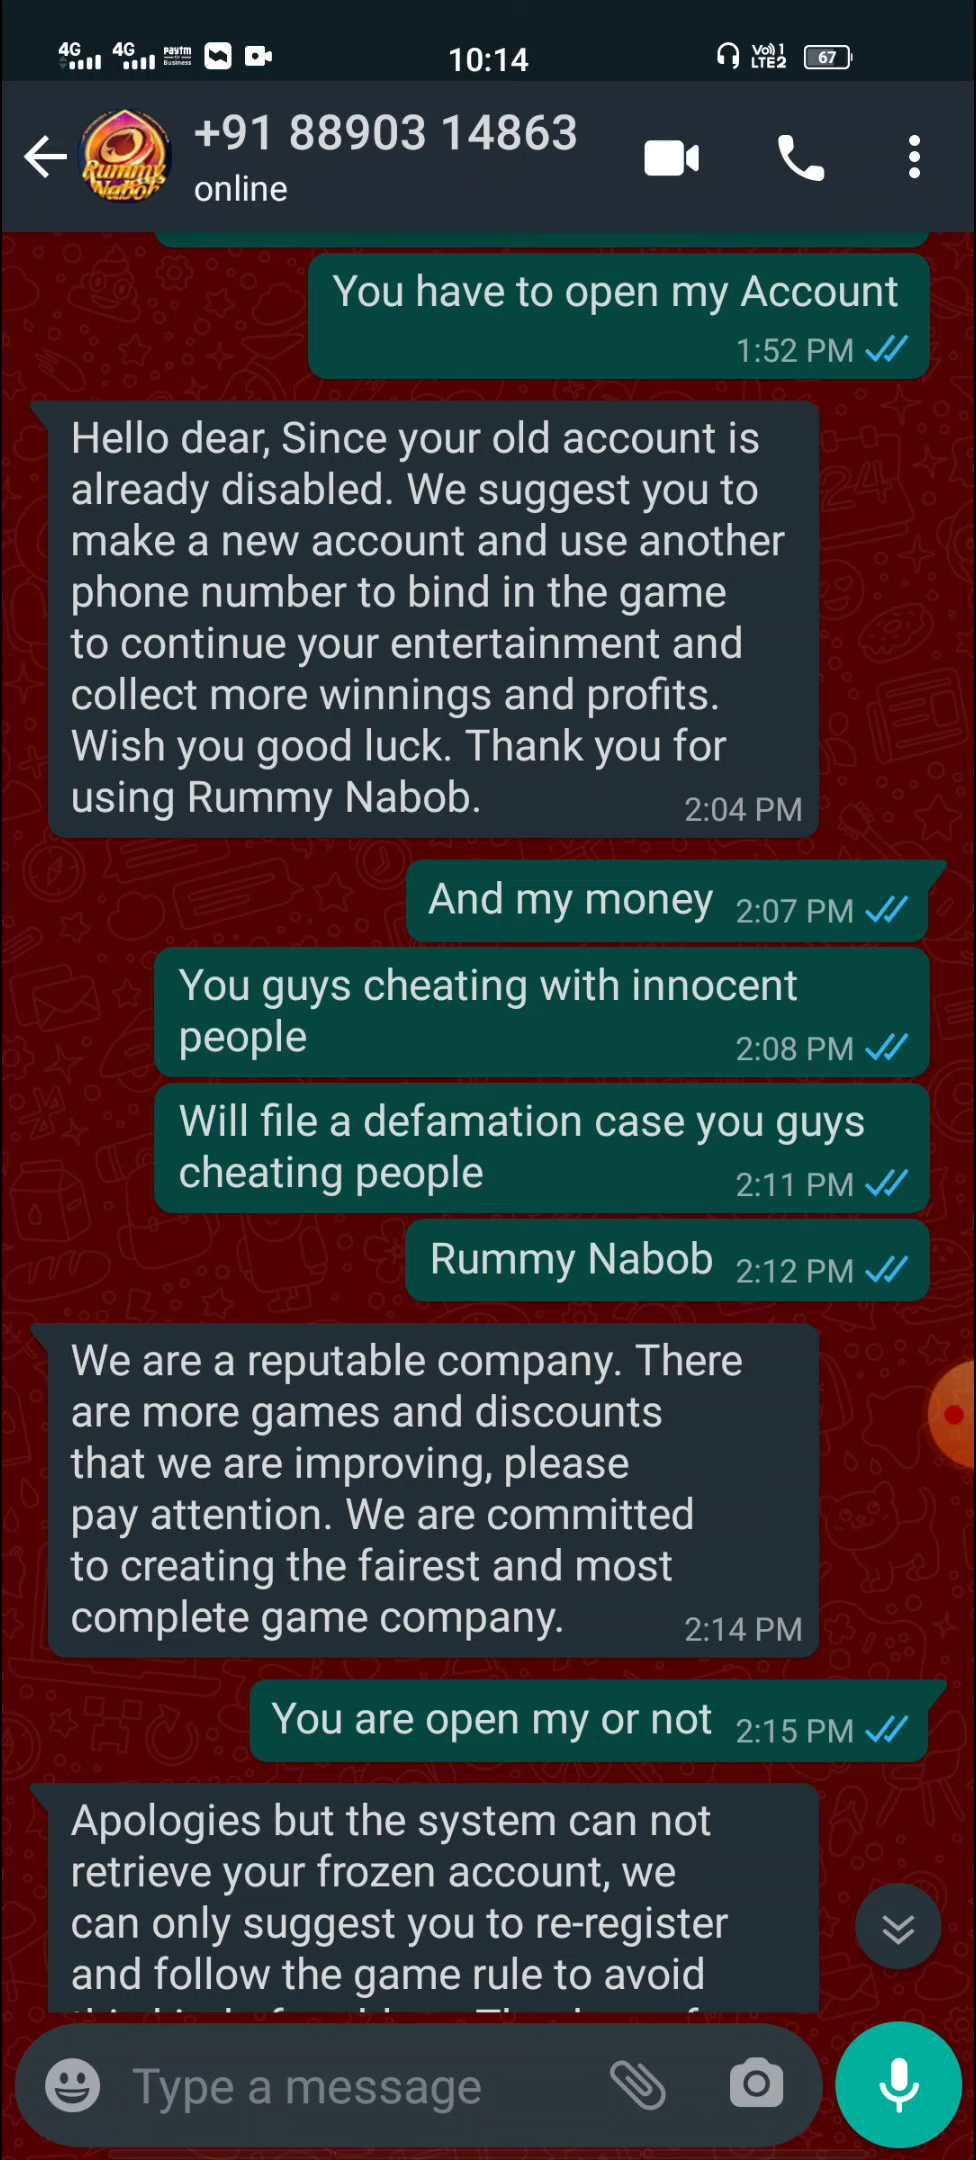 4G 4G Paytm for Business 10:14 Vo) 1 LTE2 67
Rummy Nabob
+91 88903 14863
online
You have to open my Account
1:52 PM
Hello dear, Since your old account is
already disabled. We suggest you to
make a new account and use another
phone number to bind in the game
to continue your entertainment and
collect more winnings and profits.
Wish you good luck. Thank you for
using Rummy Nabob. 2:04 PM
And my money 2:07 PM
You guys cheating with innocent
people 2:08 PM
Will file a defamation case you guys
cheating people 2:11 PM
Rummy Nabob 2:12 PM
We are a reputable company. There
are more games and discounts
that we are improving, please
pay attention. We are committed
to creating the fairest and most
complete game company. 2:14 PM
You are open my or not 2:15 PM
Apologies but the system can not
retrieve your frozen account, we
can only suggest you to re-register
and follow the game rule to avoid
Type a message